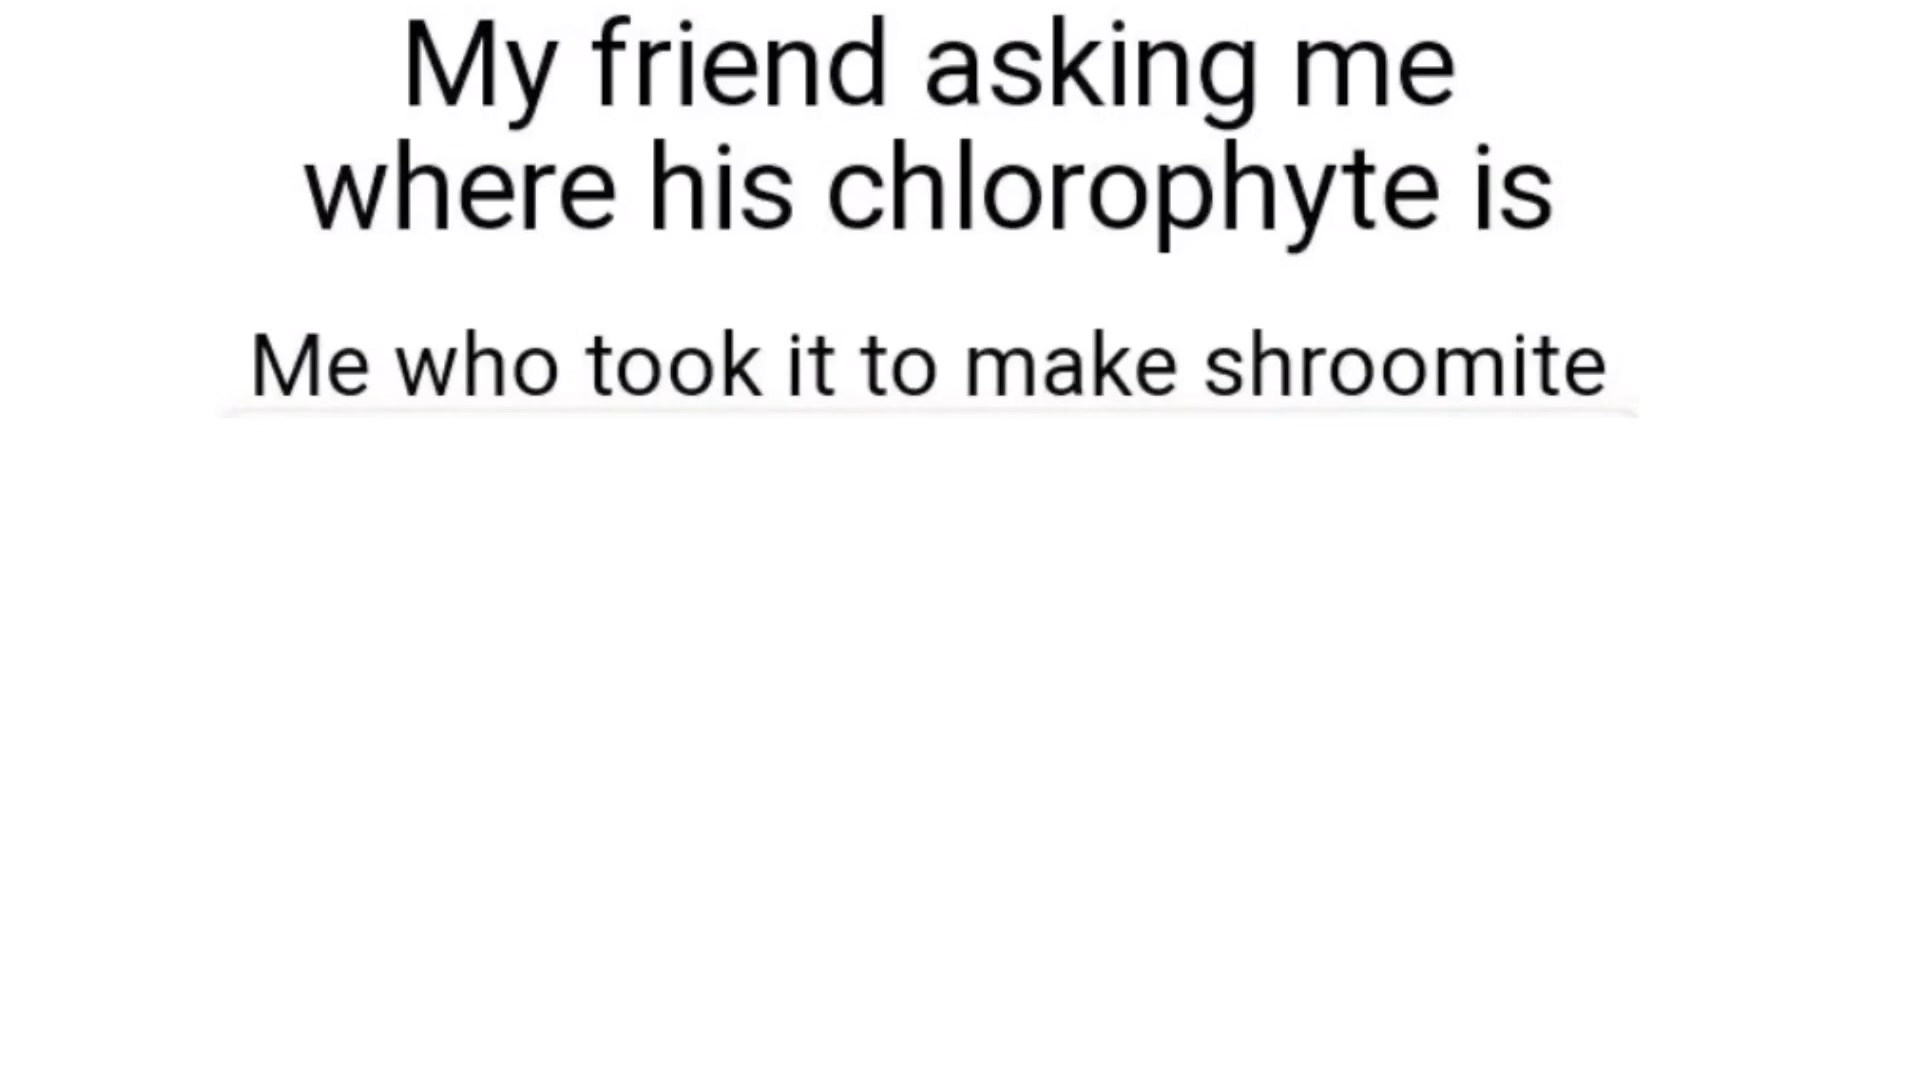 My friend asking me
where his chlorophyte is
Me who took it to make shroomite